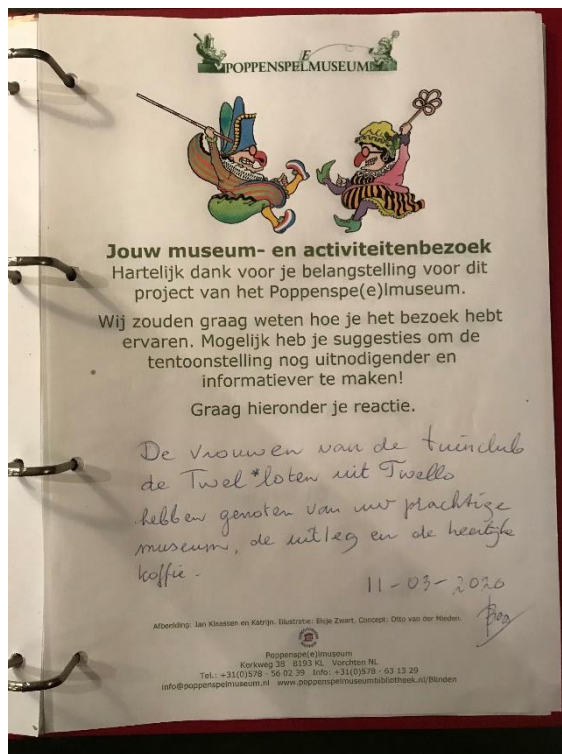 POPPENSPELMUSEUM
E
Jouw museum- en activiteitenbezoek
Hartelijk dank voor je belangstelling voor dit
project van het Poppenspe(e)lmuseum.
Wij zouden graag weten hoe je het bezoek hebt
ervaren. Mogelijk heb je suggesties om de
tentoonstelling nog uitnodigender en
informatiever te maken!
Graag hieronder je reactie.
De vrouwen van de tuinclub
de Twel*loten uit Twello
hebben genoten van uw prachtige
museum, de uitleg en de heerlijke
koffie.
11-03-2020
Afbeelding: Jan Klaassen en Katrijn. Illustratie: Elsje Zwart. Concept: Otto van der Mieden.
Poppenspe(e)lmuseum
Kerkweg 38 8193 KL Vorchten NL
Tel.: +31(0)578 - 56 02 39 Info: +31(0)578 - 63 13 29
info@poppenspelmuseum.nl www.poppenspelmuseumbibliotheek.nl/Blinden